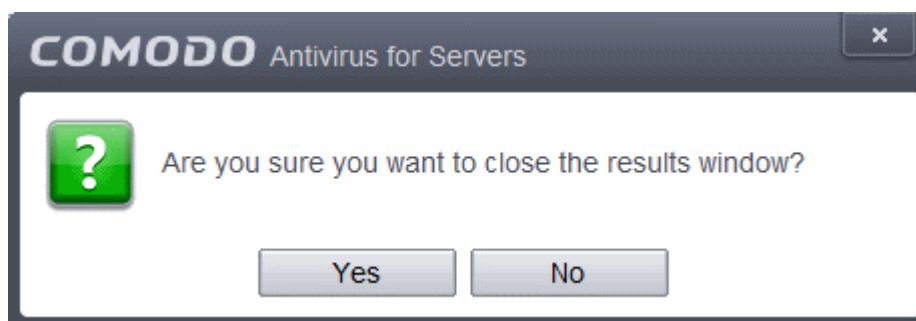 COMODO Antivirus for Servers
Are you sure you want to close the results window?
Yes No